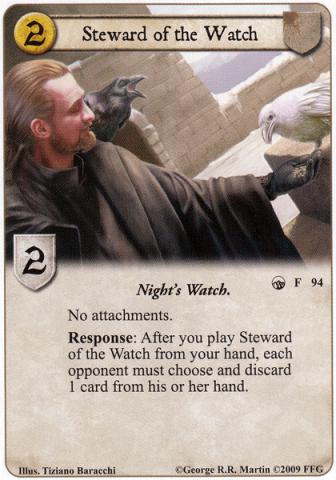 2 Steward of the Watch
2
Night's Watch.
F 94
No attachments.
Response: After you play Steward
of the Watch from your hand, each
opponent must choose and discard
1 card from his or her hand.
Illus. Tiziano Baracchi ©George R.R. Martin ©2009 FFG